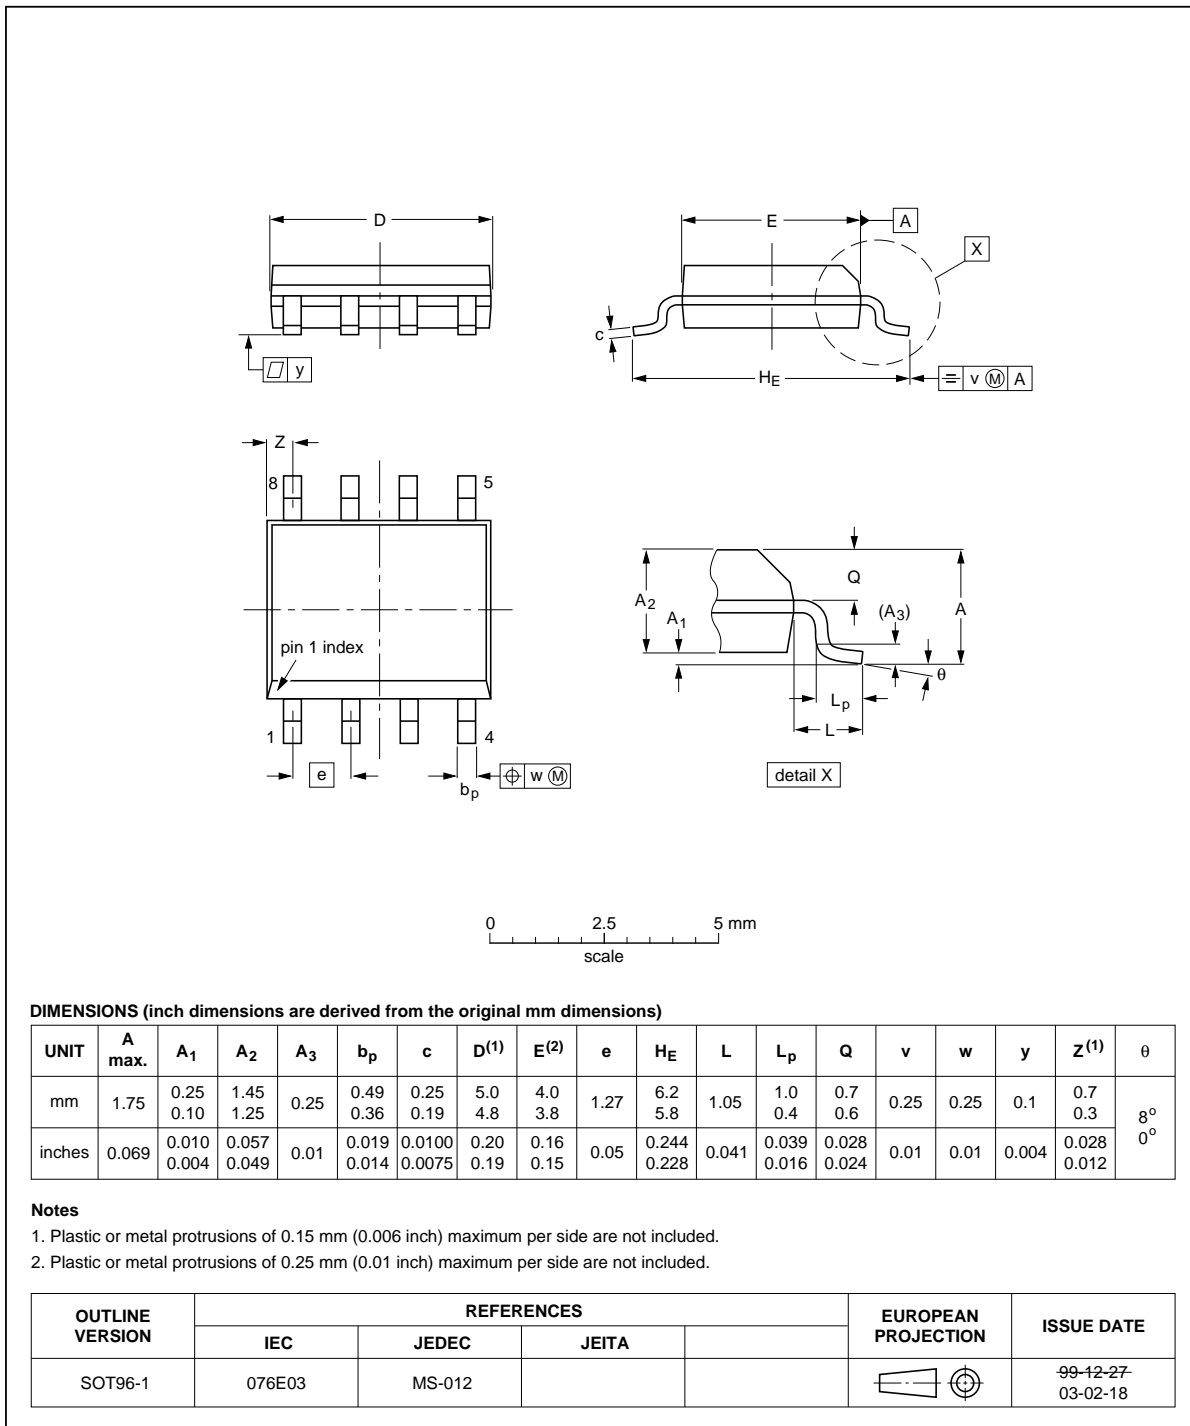 D
E
A
X
y
c
HE
v M A
Z
8
5
pin 1 index
1
4
e
bp
w M
A2
A1
Q
(A3)
A
θ
Lp
L
detail X
0 2.5 5 mm
scale
DIMENSIONS (inch dimensions are derived from the original mm dimensions)
UNIT A max. A1 A2 A3 bp c D(1) E(2) e HE L Lp Q v w y Z(1) θ
mm 1.75 0.25 0.10 1.45 1.25 0.25 0.49 0.36 0.25 0.19 5.0 4.8 4.0 3.8 1.27 6.2 5.8 1.05 1.0 0.4 0.7 0.6 0.25 0.25 0.1 0.7 0.3 8o 0o
inches 0.069 0.010 0.004 0.057 0.049 0.01 0.019 0.014 0.0100 0.0075 0.20 0.19 0.16 0.15 0.05 0.244 0.228 0.041 0.039 0.016 0.028 0.024 0.01 0.01 0.004 0.028 0.012
Notes
1. Plastic or metal protrusions of 0.15 mm (0.006 inch) maximum per side are not included.
2. Plastic or metal protrusions of 0.25 mm (0.01 inch) maximum per side are not included.
OUTLINE VERSION
REFERENCES
EUROPEAN PROJECTION
ISSUE DATE
IEC JEDEC JEITA
SOT96-1 076E03 MS-012
99-12-27
03-02-18